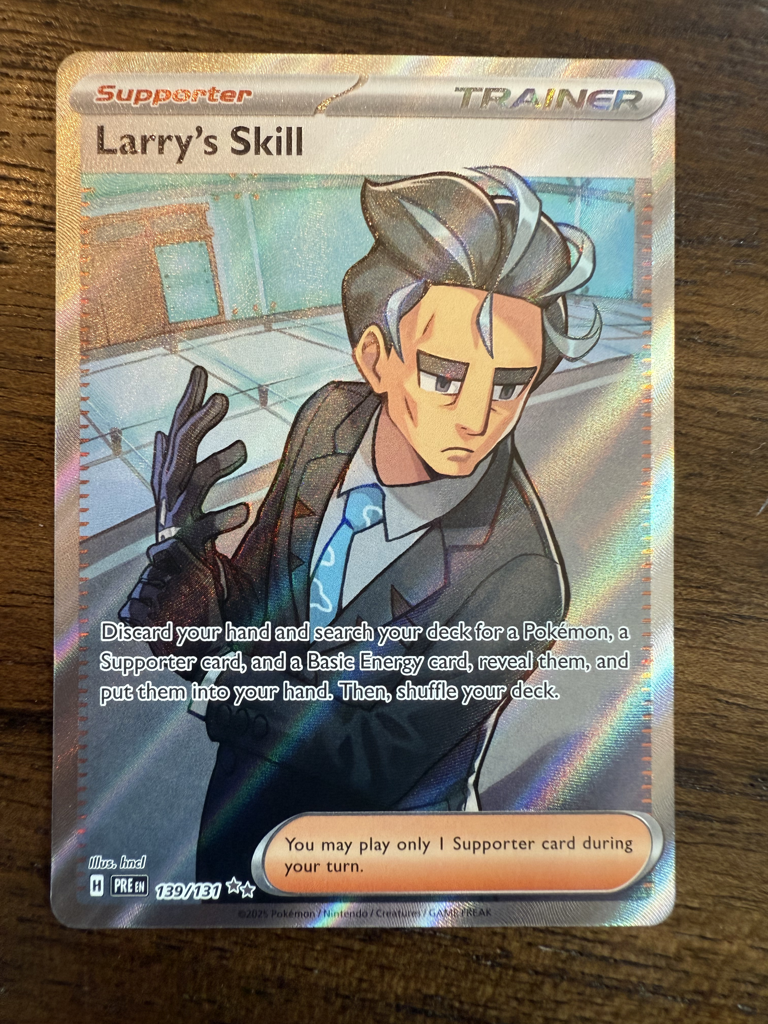 Supporter
TRAINER
Larry's Skill
Discard your hand and search your deck for a Pokémon, a
Supporter card, and a Basic Energy card, reveal them, and
put them into your hand. Then, shuffle your deck.
You may play only 1 Supporter card during
your turn.
Illus. hncl
H PRE EN 139/131
©2025 Pokémon / Nintendo / Creatures / GAME FREAK